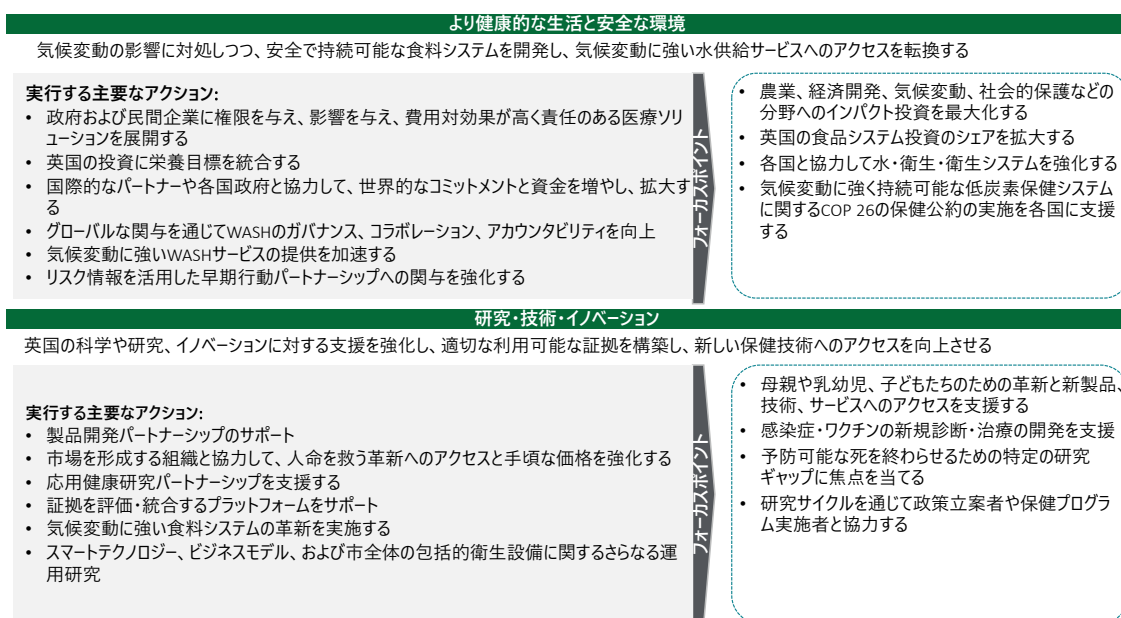 より健康的な生活と安全な環境
気候変動の影響に対処しつつ、安全で持続可能な食料システムを開発し、気候変動に強い水供給サービスへのアクセスを転換する
実行する主要なアクション:
• 政府および民間企業に権限を与え、影響を与え、費用対効果が高く責任のある医療ソリ
ューションを展開する
• 英国の投資に栄養目標を統合する
• 国際的なパートナーや各国政府と協力して、世界的なコミットメントと資金を増やし、拡大す
る
• グローバルな関与を通じてWASHのガバナンス、コラボレーション、アカウンタビリティを向上
• 気候変動に強いWASHサービスの提供を加速する
• リスク情報を活用した早期行動パートナーシップへの関与を強化する
フォーカスポイント
• 農業、経済開発、気候変動、社会的保護などの
分野へのインパクト投資を最大化する
• 英国の食品システム投資のシェアを拡大する
• 各国と協力して水・衛生・衛生システムを強化する
• 気候変動に強く持続可能な低炭素保健システム
に関するCOP 26の保健公約の実施を各国に支援
する
研究・技術・イノベーション
英国の科学や研究、イノベーションに対する支援を強化し、適切な利用可能な証拠を構築し、新しい保健技術へのアクセスを向上させる
実行する主要なアクション:
• 製品開発パートナーシップのサポート
• 市場を形成する組織と協力して、人命を救う革新へのアクセスと手頃な価格を強化する
• 応用健康研究パートナーシップを支援する
• 証拠を評価・統合するプラットフォームをサポート
• 気候変動に強い食料システムの革新を実施する
• スマートテクノロジー、ビジネスモデル、および市全体の包括的衛生設備に関するさらなる運
用研究
フォーカスポイント
• 母親や乳幼児、子どもたちのための革新と新製品、
技術、サービスへのアクセスを支援する
• 感染症・ワクチンの新規診断・治療の開発を支援
• 予防可能な死を終わらせるための特定の研究
ギャップに焦点を当てる
• 研究サイクルを通じて政策立案者や保健プログラ
ム実施者と協力する